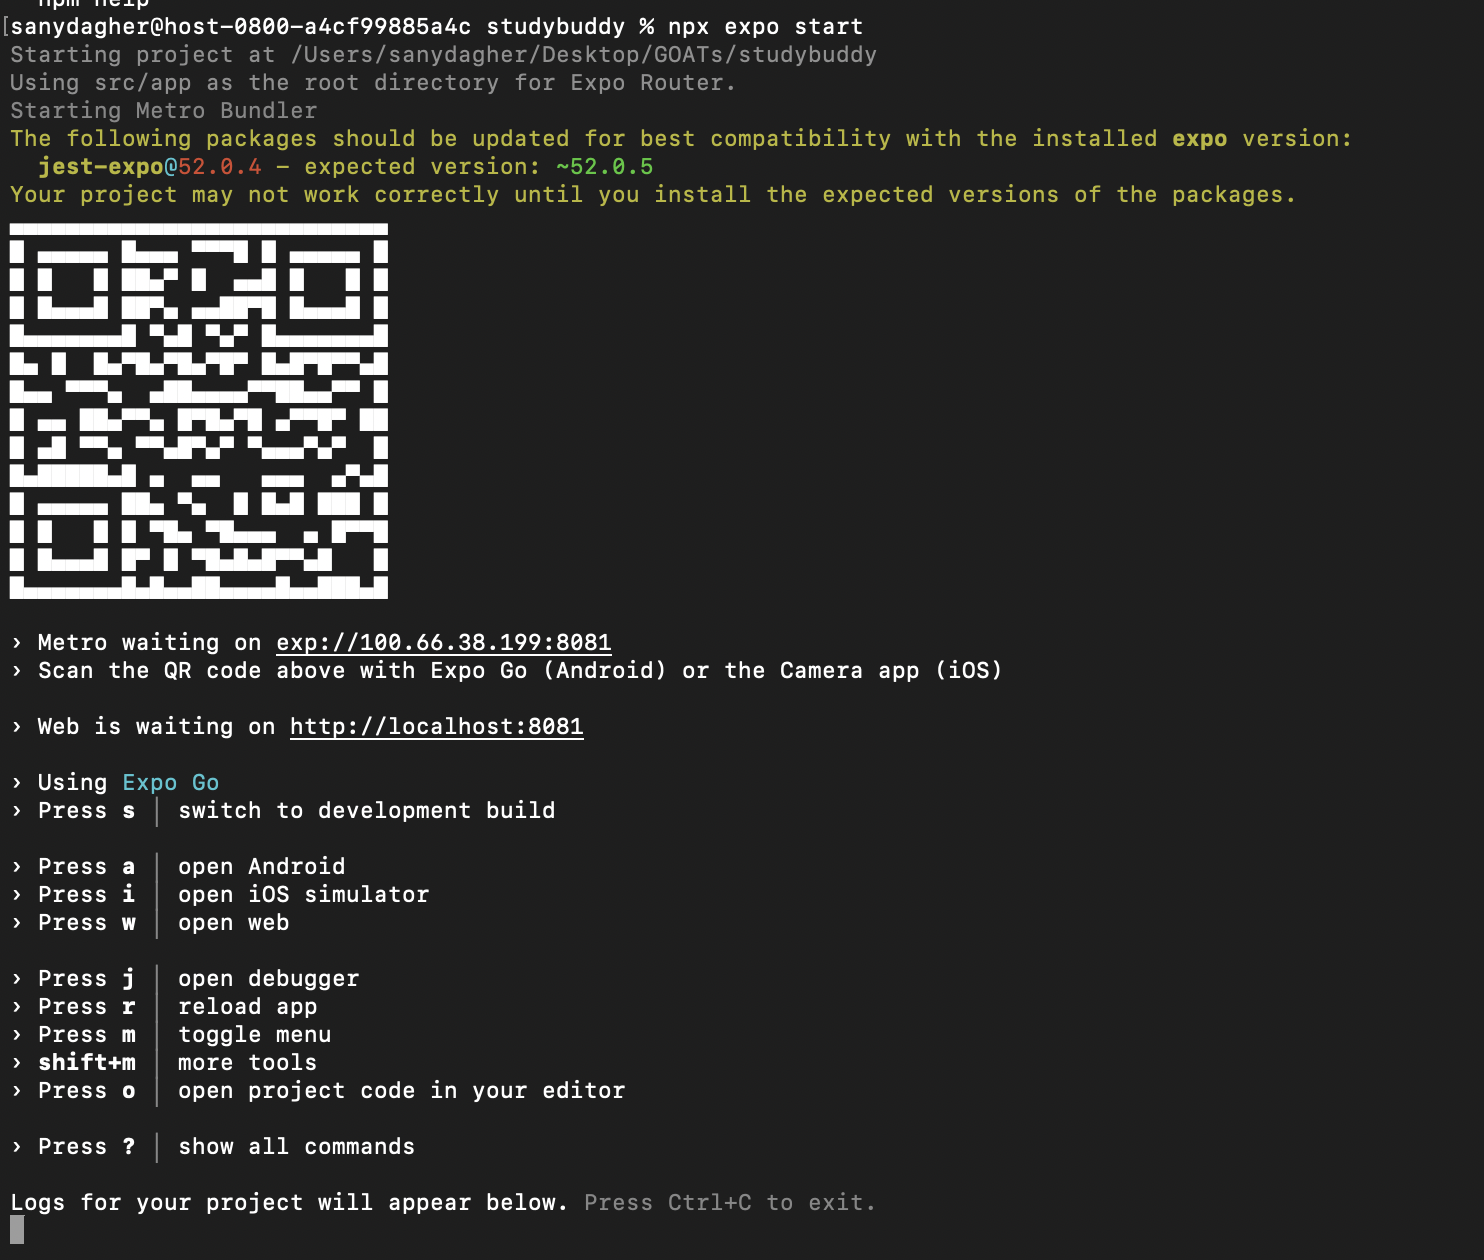 npm help
[sanydagher@host-0800-a4cf99885a4c studybuddy % npx expo start
Starting project at /Users/sanydagher/Desktop/GOATs/studybuddy
Using src/app as the root directory for Expo Router.
Starting Metro Bundler
The following packages should be updated for best compatibility with the installed expo version:
  jest-expo@52.0.4 - expected version: ~52.0.5
Your project may not work correctly until you install the expected versions of the packages.
› Metro waiting on exp://100.66.38.199:8081
› Scan the QR code above with Expo Go (Android) or the Camera app (iOS)
› Web is waiting on http://localhost:8081
› Using Expo Go
› Press s │ switch to development build
› Press a │ open Android
› Press i │ open iOS simulator
› Press w │ open web
› Press j │ open debugger
› Press r │ reload app
› Press m │ toggle menu
› shift+m │ more tools
› Press o │ open project code in your editor
› Press ? │ show all commands
Logs for your project will appear below. Press Ctrl+C to exit.